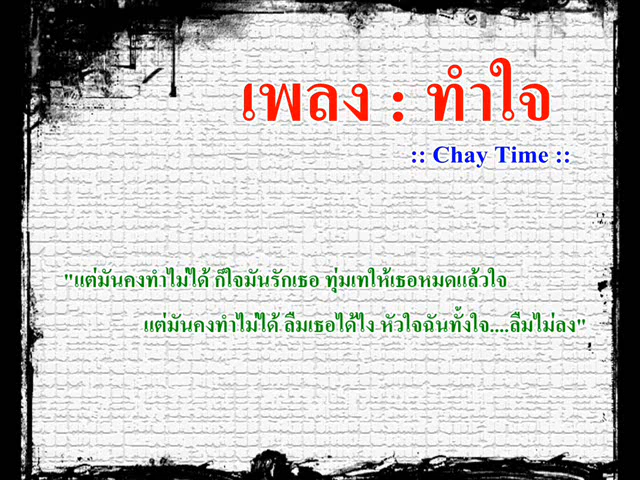 เพลง : ทำใจ
:: Chay Time ::
"แต่มันคงทำไม่ได้ ก็ใจมันรักเธอ ทุ่มเทให้เธอหมดแล้วใจ
แต่มันคงทำไม่ได้ ลืมเธอได้ไง หัวใจฉันทั้งใจ....ลืมไม่ลง"